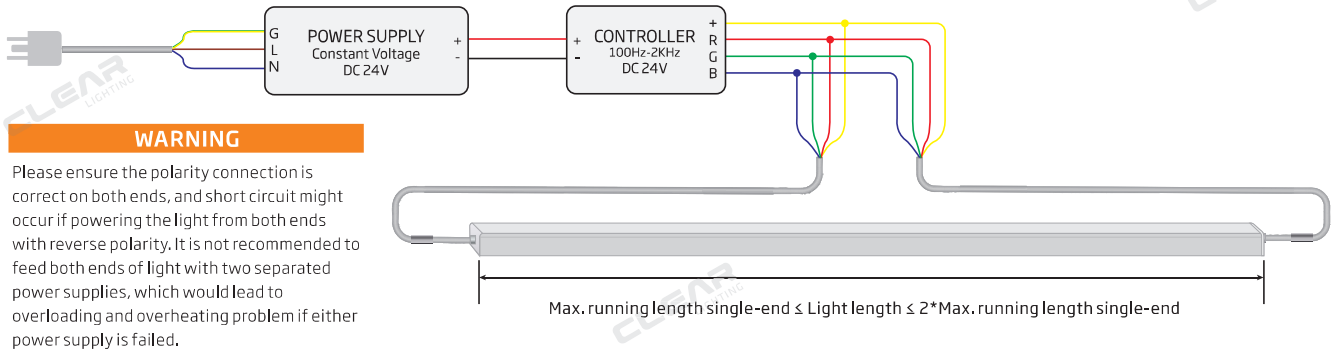 G
L
N
POWER SUPPLY
Constant Voltage
DC 24V
+
-
+
-
CONTROLLER
100Hz-2KHz
DC 24V
+
R
G
B
CLEAR
LIGHTING
WARNING
Please ensure the polarity connection is
correct on both ends, and short circuit might
occur if powering the light from both ends
with reverse polarity. It is not recommended to
feed both ends of light with two separated
power supplies, which would lead to
overloading and overheating problem if either
power supply is failed.
Max. running length single-end ≤ Light length ≤ 2*Max. running length single-end
CLEAR
LIGHTING